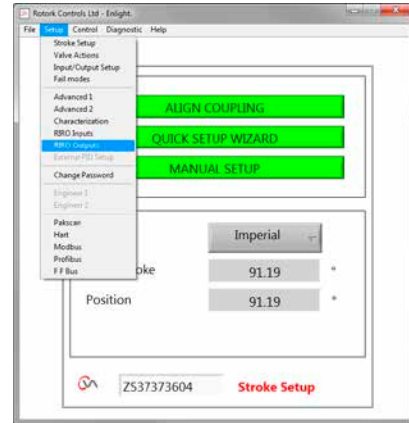 Rotork Controls Ltd - Enlight.
File Setup Control Diagnostic Help
Stroke Setup
Valve Actions
Input/Output Setup
Fail modes
Advanced 1
Advanced 2
Characterization
RIRO Inputs
RIRO Outputs
External PID Setup
Change Password
Engineer 1
Engineer 2
Pakscan
Hart
Modbus
Profibus
F F Bus
ALIGN COUPLING
QUICK SETUP WIZARD
MANUAL SETUP
Imperial
oke 91.19 °
Position 91.19 °
ZS37373604 Stroke Setup